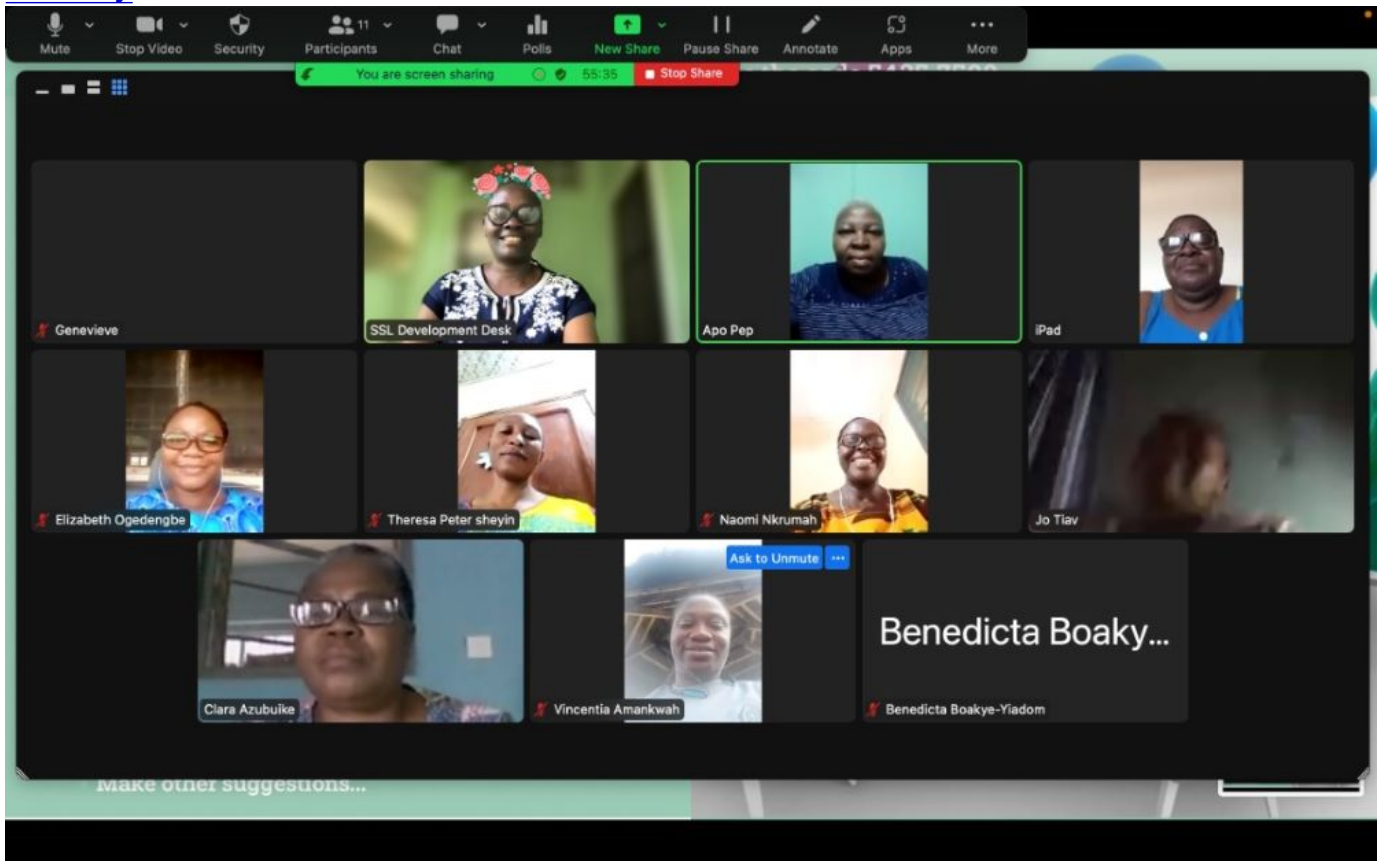 11
Mute Stop Video Security Participants Chat Polls New Share Pause Share Annotate Apps More
You are screen sharing 55:35 Stop Share
Genevieve
SSL Development Desk
Apo Pep
iPad
Elizabeth Ogedengbe
Theresa Peter sheyin
Naomi Nkrumah
Jo Tiav
Clara Azubuike
Ask to Unmute ...
Vincentia Amankwah
Benedicta Boaky...
Benedicta Boakye-Yiadom
Make other suggestions...